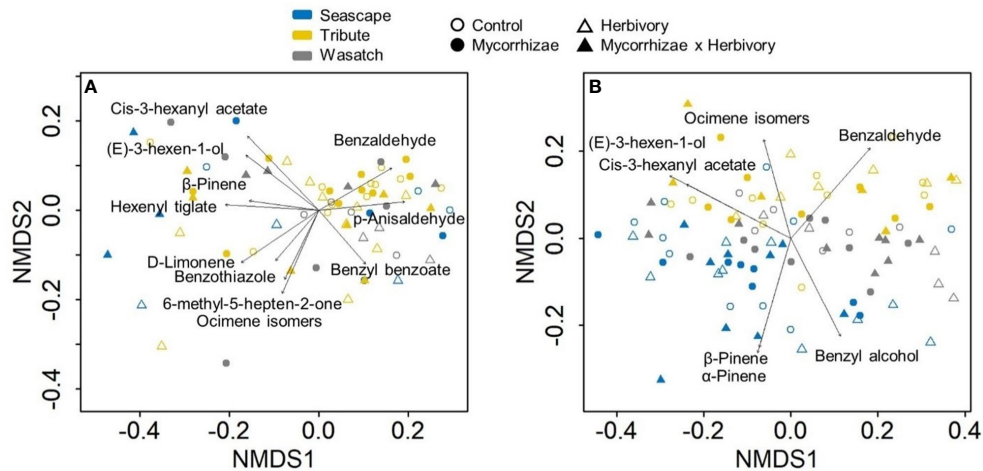 Seascape
Tribute
Wasatch
Control
Mycorrhizae
Herbivory
Mycorrhizae x Herbivory
A
Cis-3-hexanyl acetate
(E)-3-hexen-1-ol
β-Pinene
Hexenyl tiglate
D-Limonene
Benzothiazole
6-methyl-5-hepten-2-one
Ocimene isomers
Benzaldehyde
p-Anisaldehyde
Benzyl benzoate
NMDS2
0.2
0.0
-0.2
-0.4
-0.4
-0.2
0.0
0.2
NMDS1
B
Ocimene isomers
(E)-3-hexen-1-ol
Cis-3-hexanyl acetate
Benzaldehyde
β-Pinene
α-Pinene
Benzyl alcohol
NMDS2
0.2
0.0
-0.2
-0.4
-0.2
0.0
0.2
0.4
NMDS1